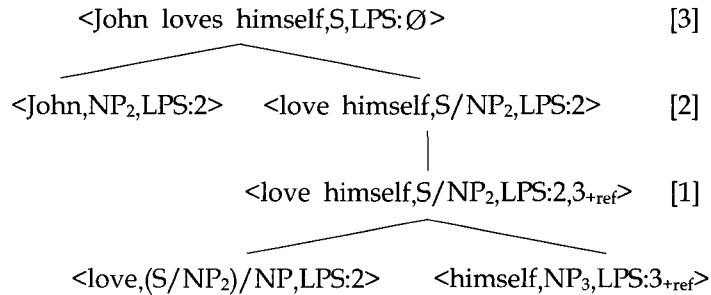 <John loves himself,S,LPS:Ø> [3]
<John,NP₂,LPS:2> <love himself,S/NP₂,LPS:2> [2]
<love himself,S/NP₂,LPS:2,3₊ref> [1]
<love,(S/NP₂)/NP,LPS:2> <himself,NP₃,LPS:3₊ref>